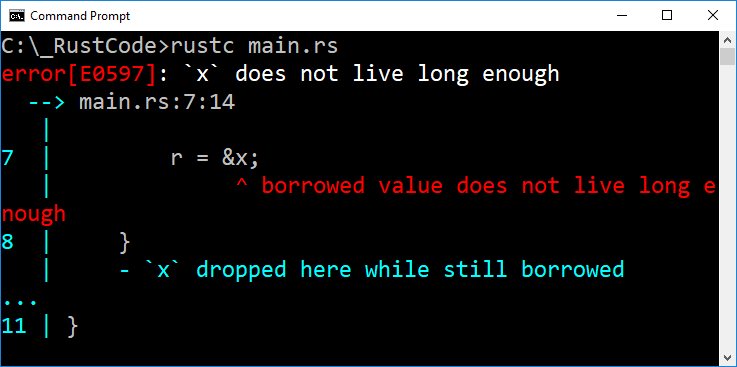 Command Prompt
C:\_RustCode>rustc main.rs
error[E0597]: `x` does not live long enough
  --> main.rs:7:14
   |
7  |         r = &x;
   |              ^ borrowed value does not live long e
nough
8  |     }
   |     - `x` dropped here while still borrowed
...
11 | }